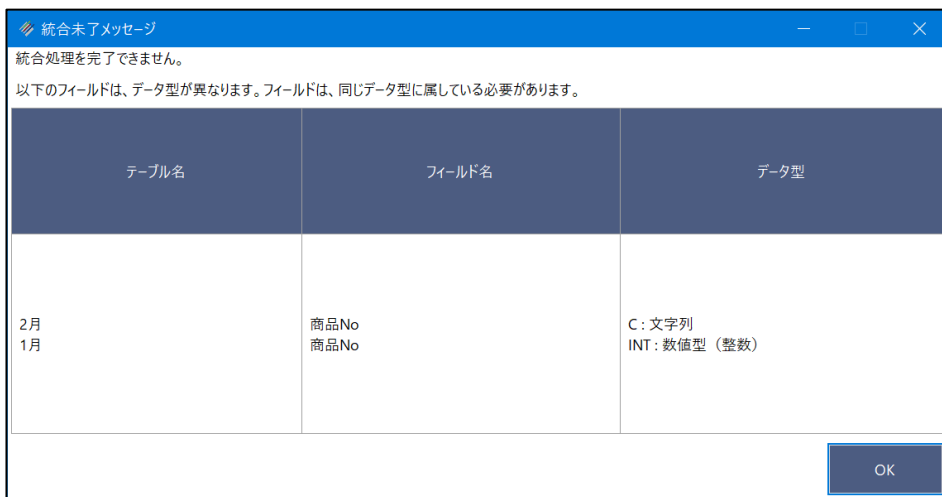 統合未了メッセージ
統合処理を完了できません。
以下のフィールドは、データ型が異なります。フィールドは、同じデータ型に属している必要があります。
テーブル名 フィールド名 データ型
2月 商品No C : 文字列
1月 商品No INT : 数値型（整数）
OK